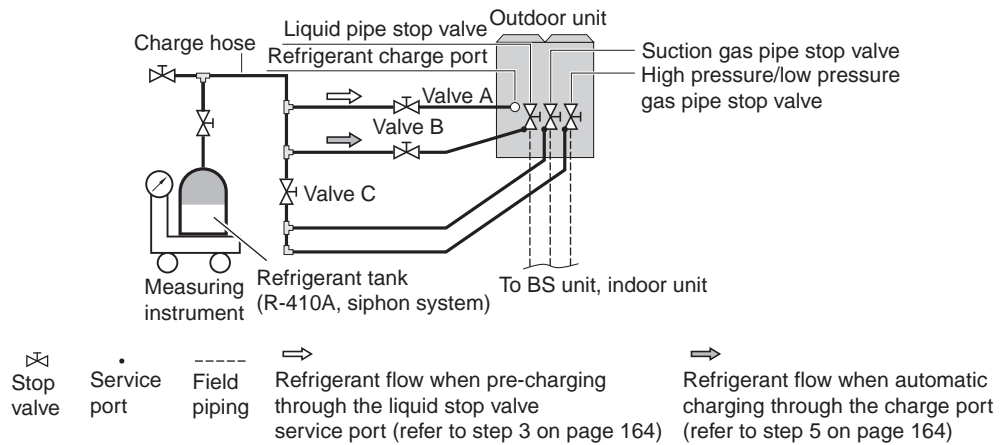 Liquid pipe stop valve
Outdoor unit
Charge hose
Refrigerant charge port
Suction gas pipe stop valve
High pressure/low pressure
gas pipe stop valve
Valve A
Valve B
Valve C
Refrigerant tank
(R-410A, siphon system)
Measuring
instrument
To BS unit, indoor unit
Stop
valve
Service
port
Field
piping
Refrigerant flow when pre-charging
through the liquid stop valve
service port (refer to step 3 on page 164)
Refrigerant flow when automatic
charging through the charge port
(refer to step 5 on page 164)